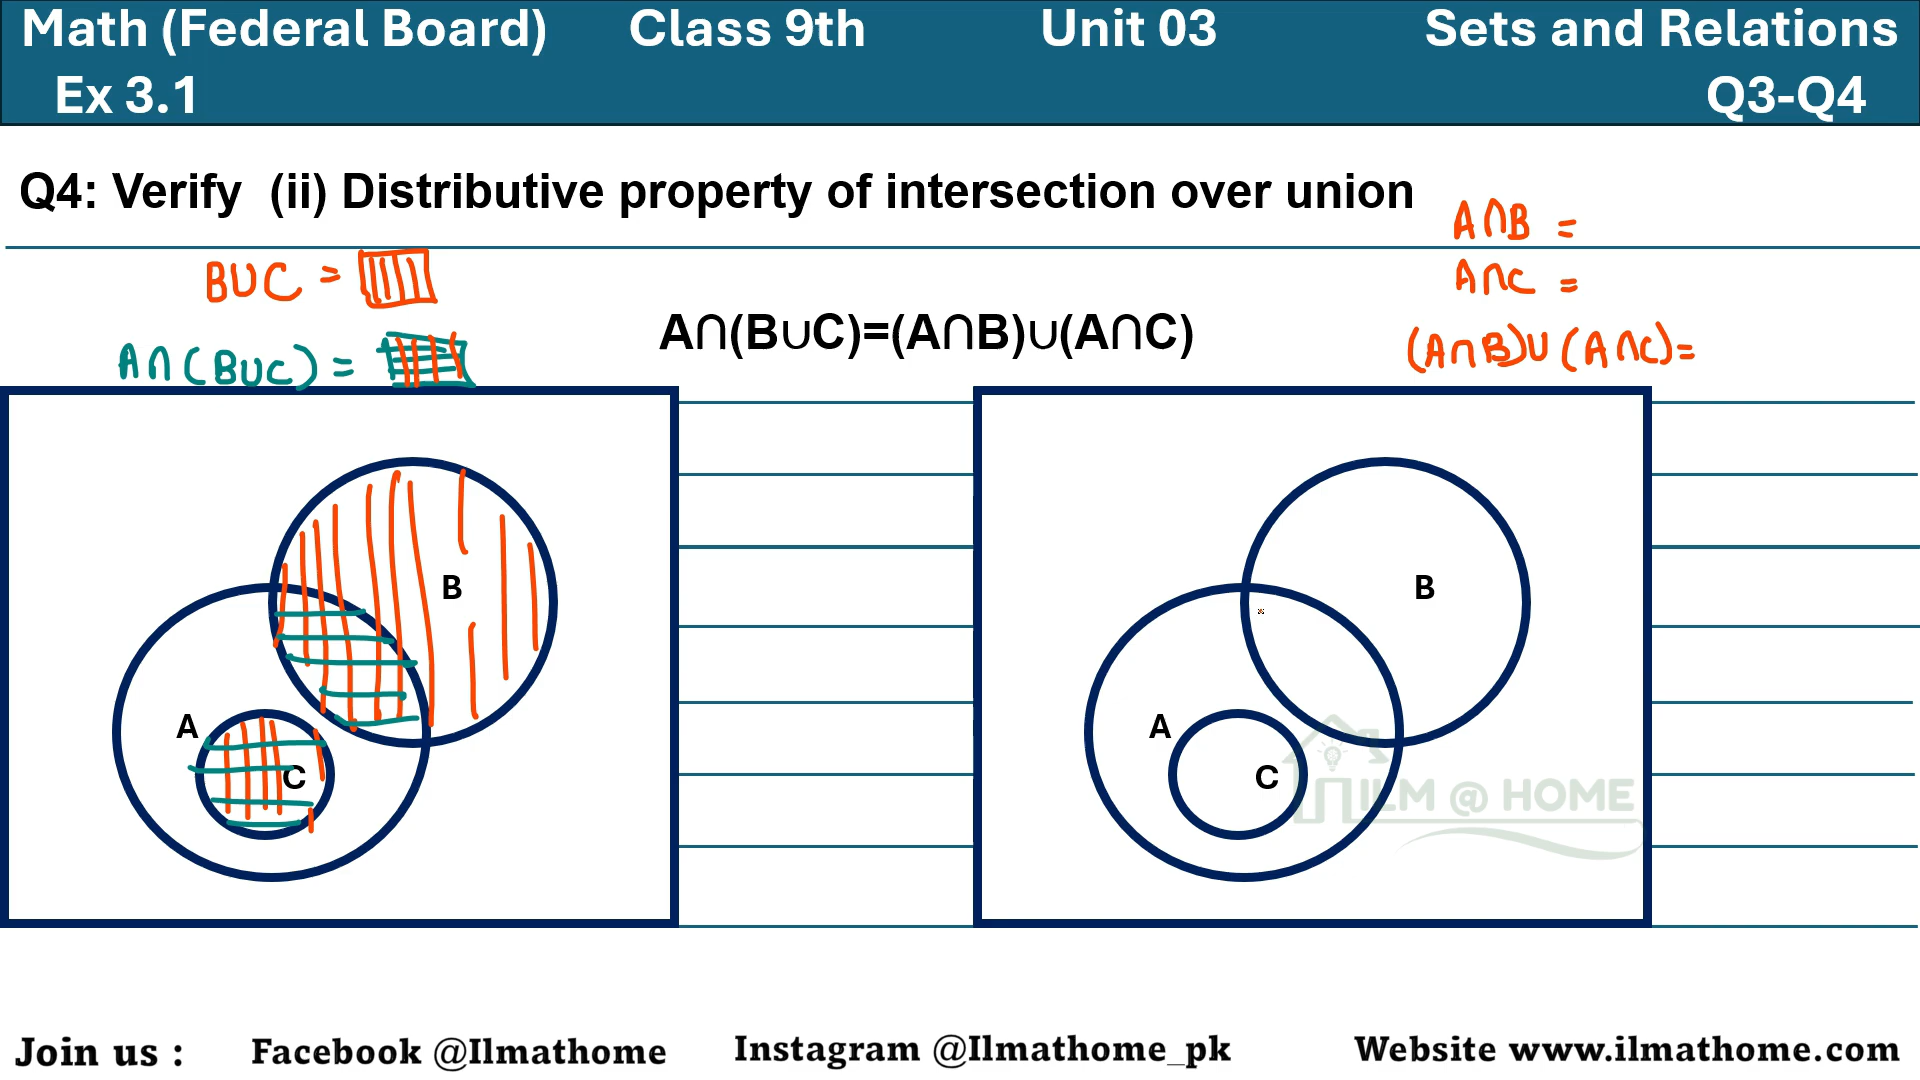 Math (Federal Board) Class 9th Unit 03 Sets and Relations
Ex 3.1 Q3-Q4
Q4: Verify (ii) Distributive property of intersection over union
A∩B =
B∪C =
A∩C =
A∩(B∪C)=(A∩B)∪(A∩C)
A∩(B∪C) =
(A∩B)∪(A∩C)=
B
A
C
B
A
C
ILM @ HOME
Join us : Facebook @Ilmathome Instagram @Ilmathome_pk Website www.ilmathome.com